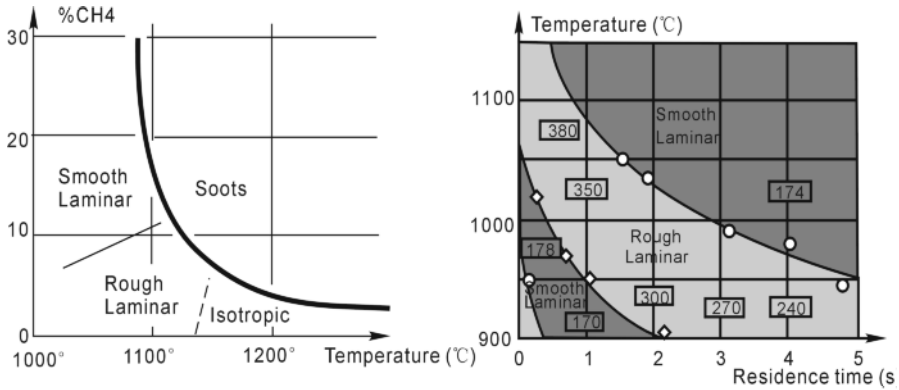 %CH4
30
20
10
0
Smooth
Laminar
Soots
Rough
Laminar
Isotropic
1000°
1100°
1200°
Temperature (℃)
Temperature (℃)
1100
1000
900
Smooth
Laminar
380
350
174
178
Rough
Laminar
Smooth
Laminar
170
300
270
240
0
1
2
3
4
5
Residence time (s